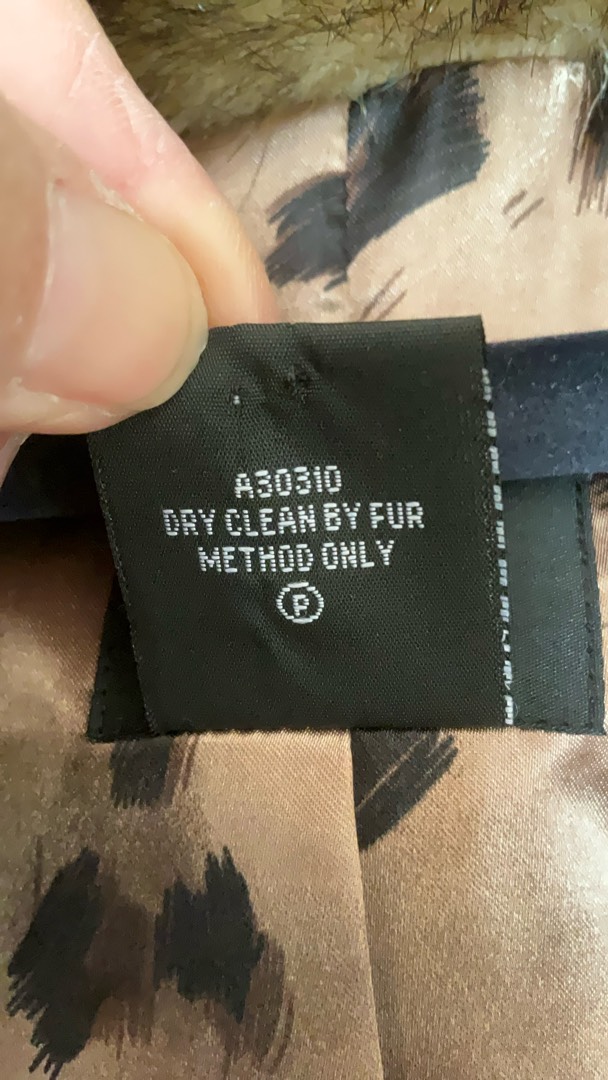 A30310
DRY CLEAN BY FUR
METHOD ONLY
P